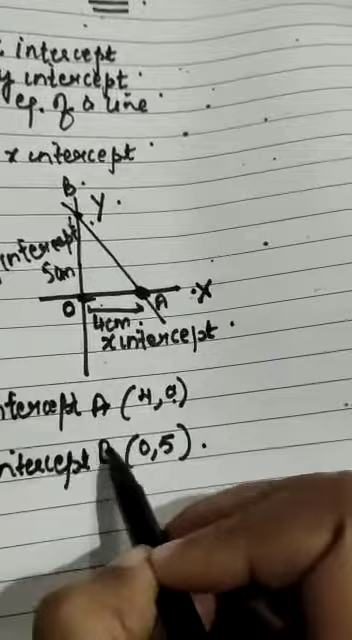 intercept
y intercept
eq. of a line
x intercept
B
Y
intercept
5cm
O
A
X
4cm
x intercept
intercept A (4,0)
intercept B (0,5).